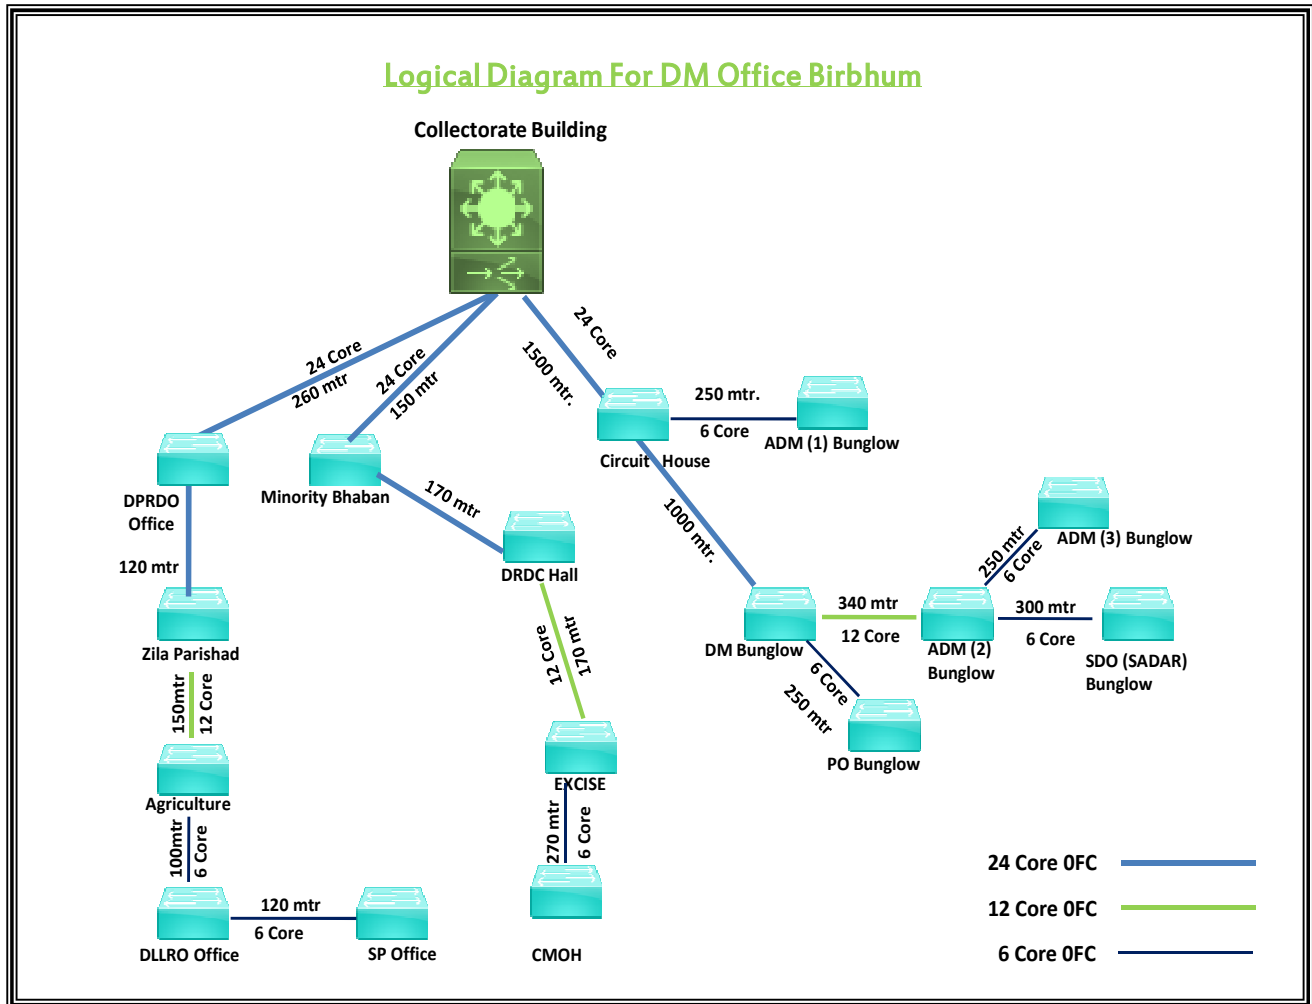 Logical Diagram For DM Office Birbhum
Collectorate Building
24 Core
260 mtr
24 Core
150 mtr
24 Core
1500 mtr.
250 mtr.
6 Core
ADM (1) Bunglow
Circuit House
DPRDO
Office
Minority Bhaban
170 mtr
1000 mtr.
250 mtr
6 Core
ADM (3) Bunglow
120 mtr
DRDC Hall
Zila Parishad
DM Bunglow
340 mtr
12 Core
ADM (2)
Bunglow
300 mtr
6 Core
SDO (SADAR)
Bunglow
150mtr
12 Core
12 Core
170 mtr
6 Core
250 mtr
PO Bunglow
Agriculture
EXCISE
100mtr
6 Core
270 mtr
6 Core
120 mtr
6 Core
DLLRO Office
SP Office
CMOH
24 Core 0FC
12 Core 0FC
6 Core 0FC